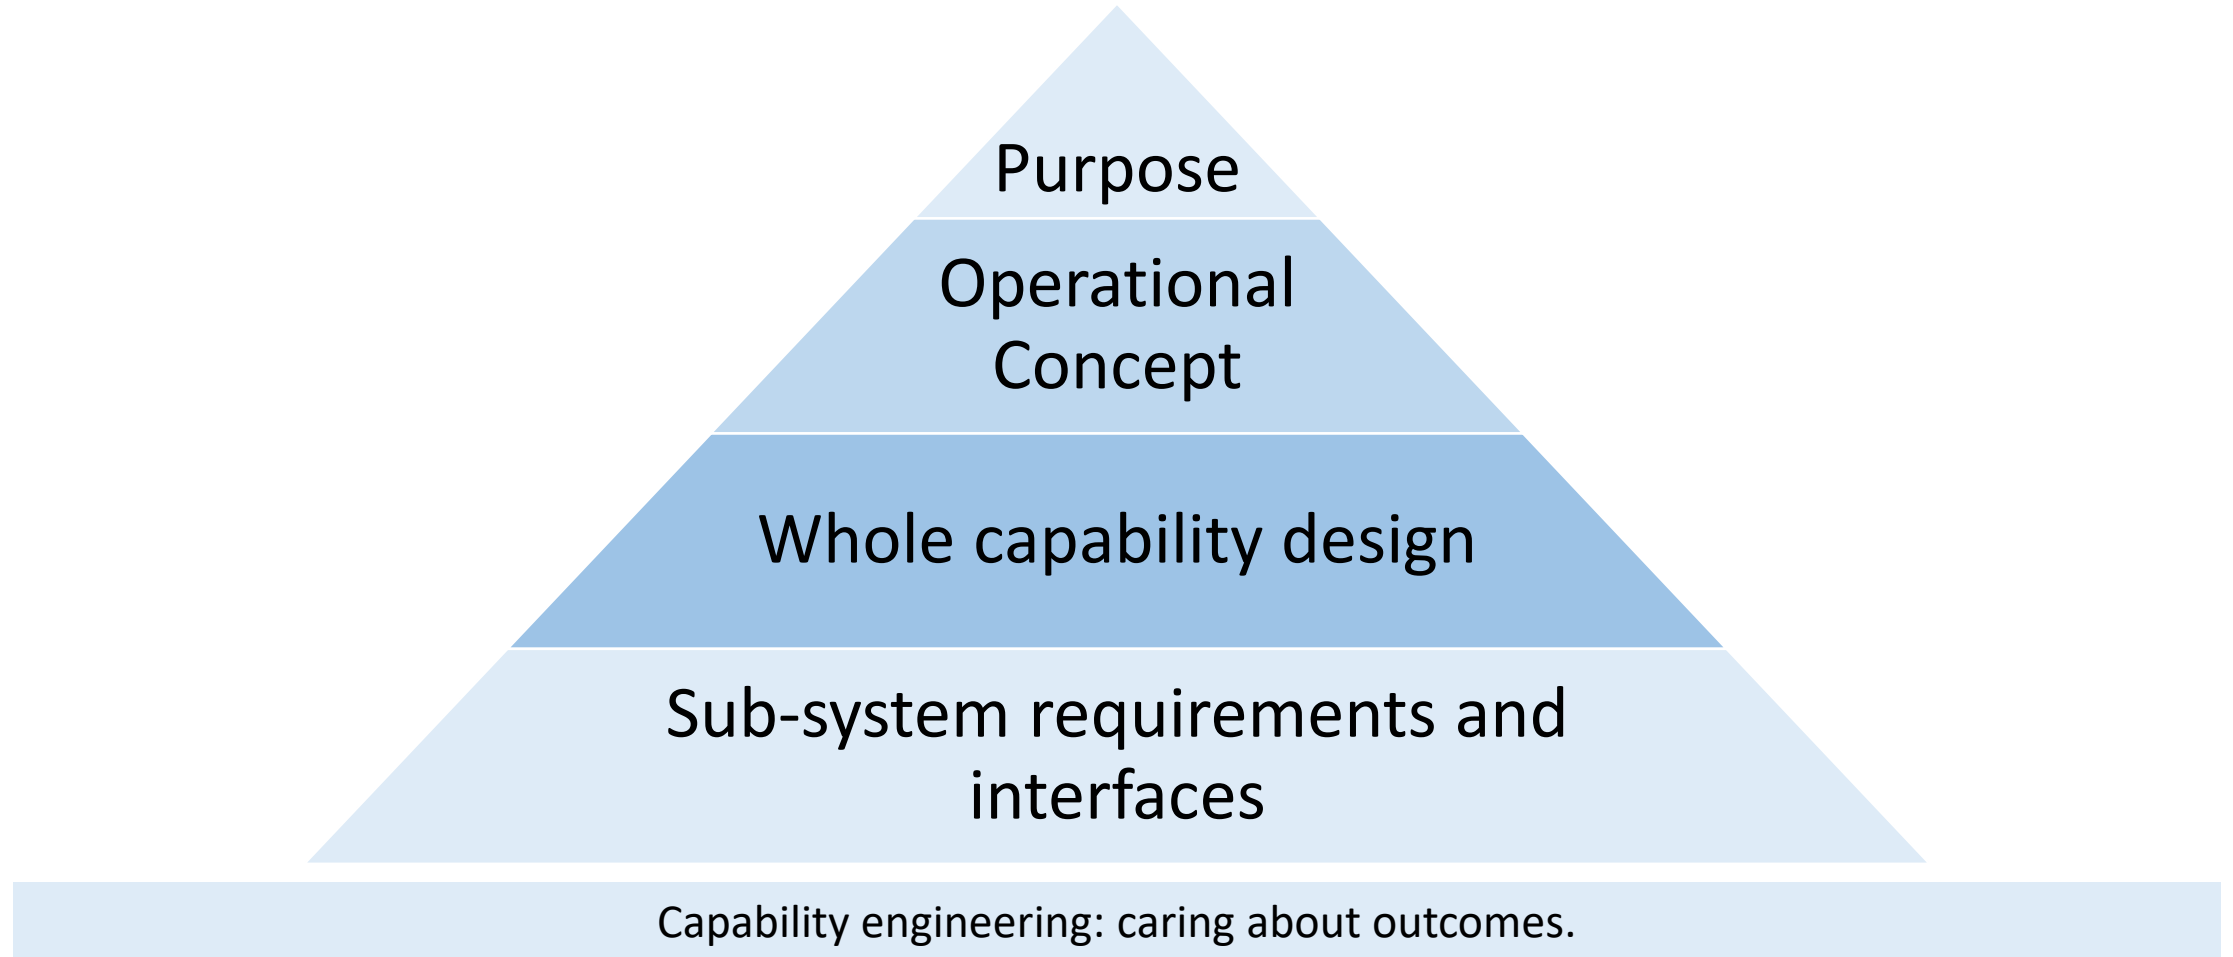 Purpose
Operational
Concept
Whole capability design
Sub-system requirements and
interfaces
Capability engineering: caring about outcomes.